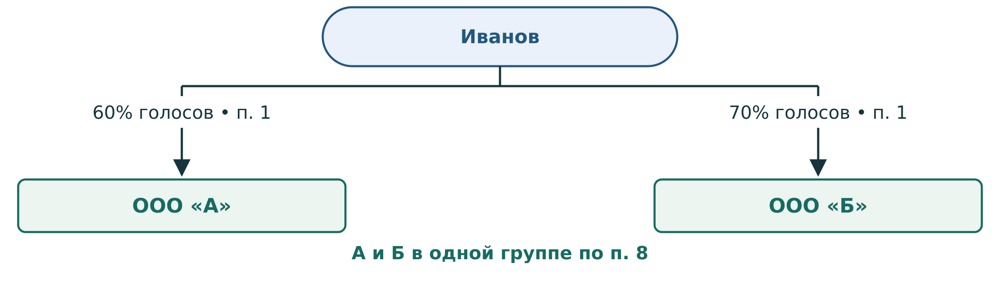 Иванов
60% голосов • п. 1
70% голосов • п. 1
ООО «А»
ООО «Б»
А и Б в одной группе по п. 8